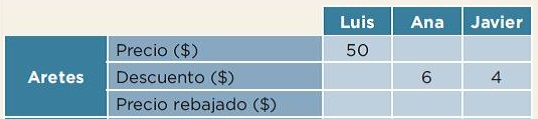 Luis Ana Javier
Precio ($) 50
Aretes Descuento ($) 6 4
Precio rebajado ($)